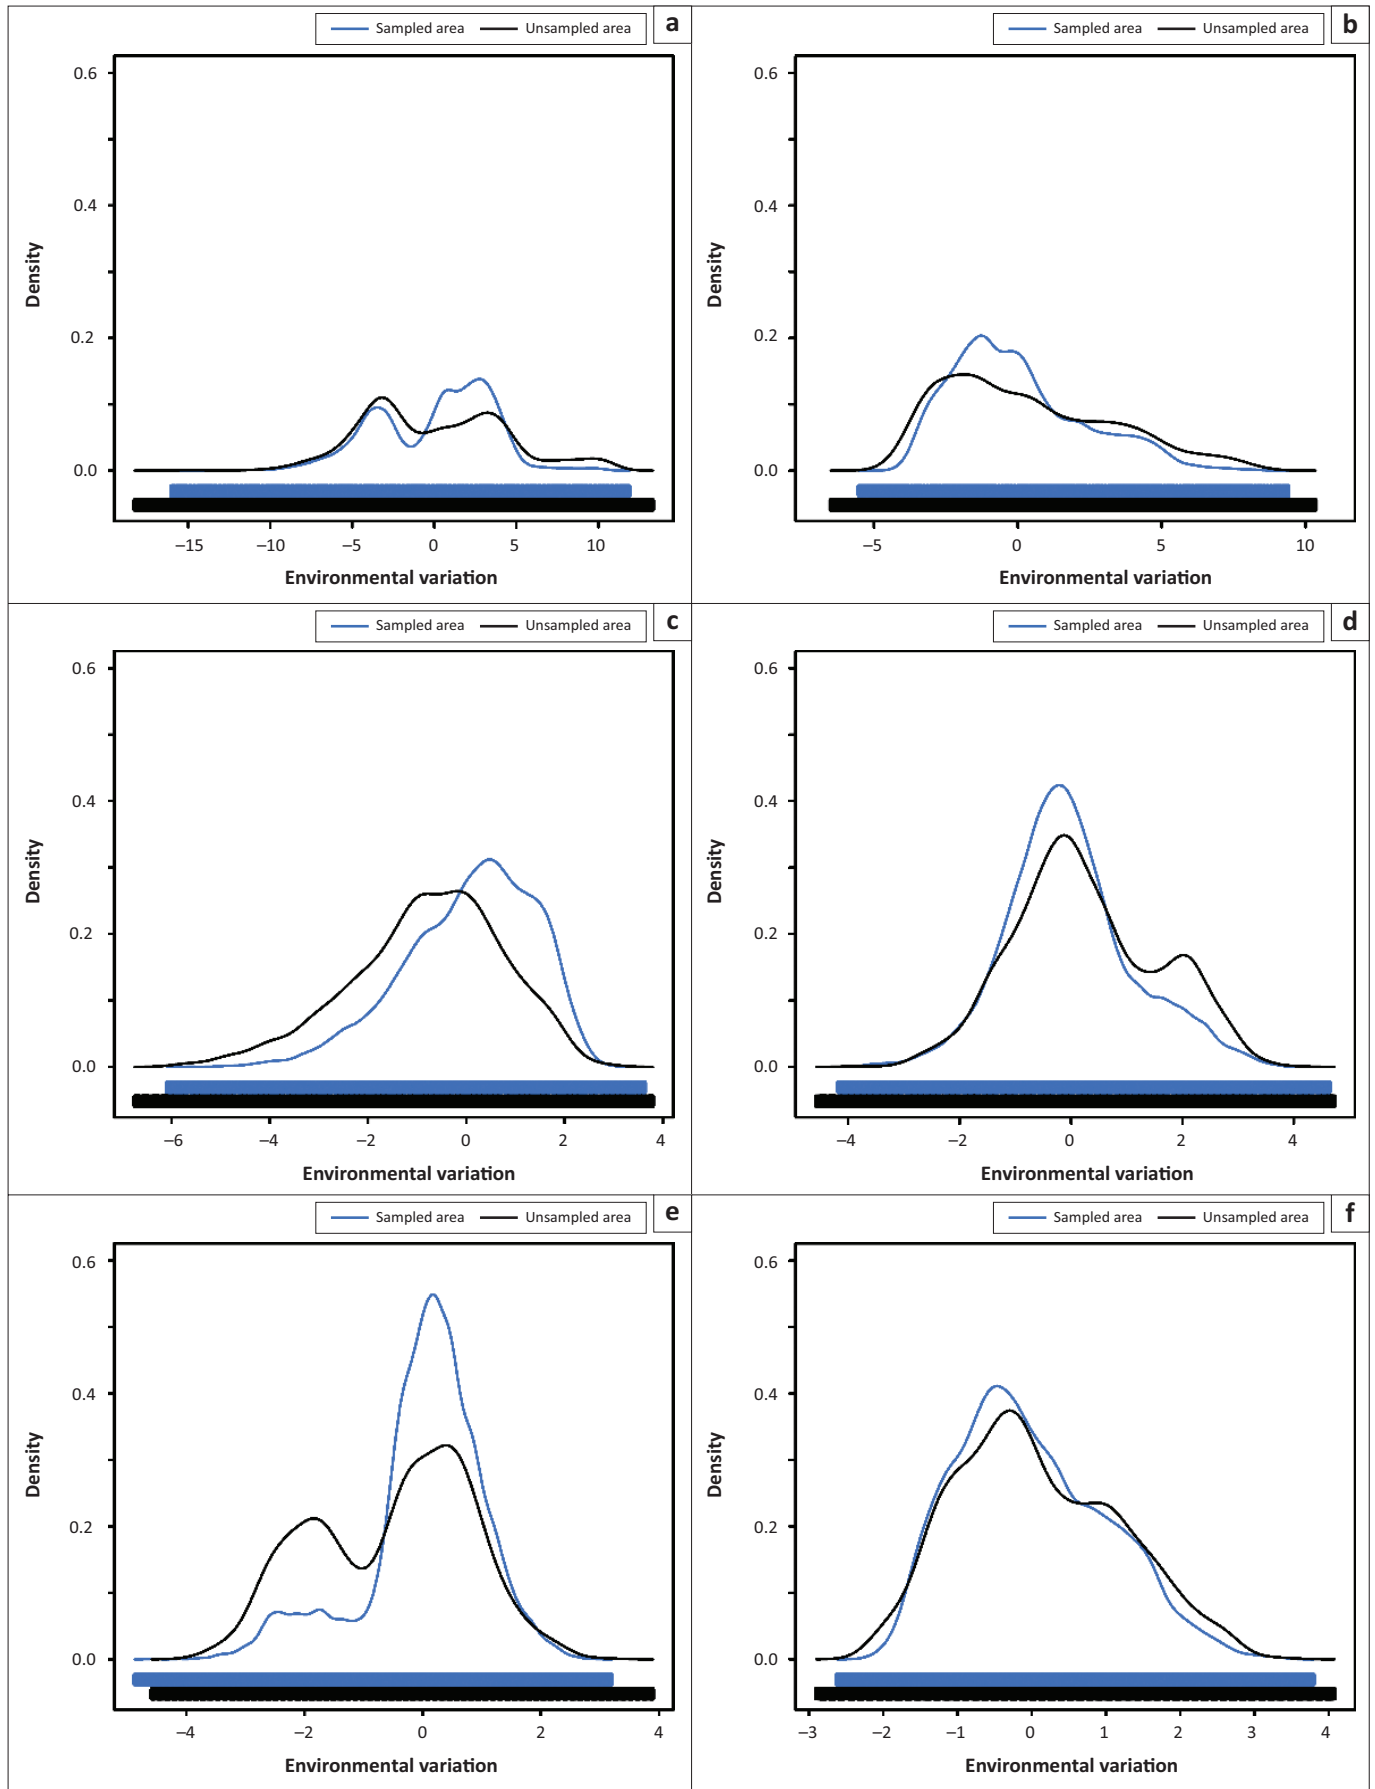 Sampled area Unsampled area a
0.6
0.4
0.2
0.0
Density
–15 –10 –5 0 5 10
Environmental variation
Sampled area Unsampled area b
0.6
0.4
0.2
0.0
Density
–5 0 5 10
Environmental variation
Sampled area Unsampled area c
0.6
0.4
0.2
0.0
Density
–6 –4 –2 0 2 4
Environmental variation
Sampled area Unsampled area d
0.6
0.4
0.2
0.0
Density
–4 –2 0 2 4
Environmental variation
Sampled area Unsampled area e
0.6
0.4
0.2
0.0
Density
–4 –2 0 2 4
Environmental variation
Sampled area Unsampled area f
0.6
0.4
0.2
0.0
Density
–3 –2 –1 0 1 2 3 4
Environmental variation